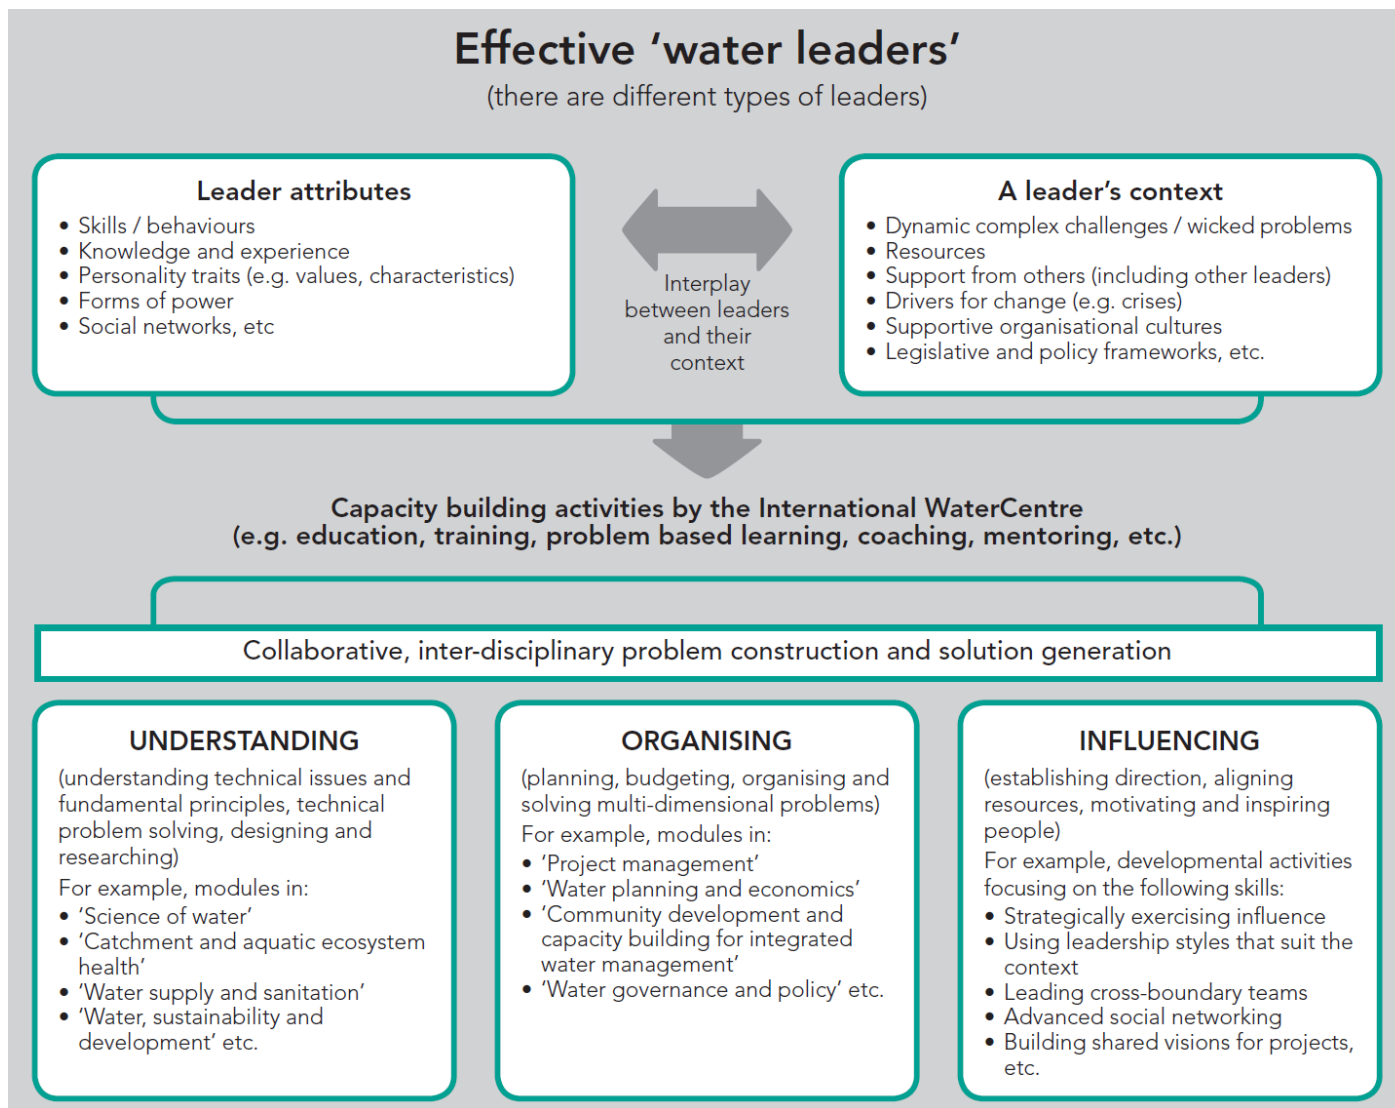 Effective ‘water leaders’
(there are different types of leaders)
Leader attributes
• Skills / behaviours
• Knowledge and experience
• Personality traits (e.g. values, characteristics)
• Forms of power
• Social networks, etc
Interplay
between leaders
and their
context
A leader’s context
• Dynamic complex challenges / wicked problems
• Resources
• Support from others (including other leaders)
• Drivers for change (e.g. crises)
• Supportive organisational cultures
• Legislative and policy frameworks, etc.
Capacity building activities by the International WaterCentre
(e.g. education, training, problem based learning, coaching, mentoring, etc.)
Collaborative, inter-disciplinary problem construction and solution generation
UNDERSTANDING
(understanding technical issues and
fundamental principles, technical
problem solving, designing and
researching)
For example, modules in:
• ‘Science of water’
• ‘Catchment and aquatic ecosystem
health’
• ‘Water supply and sanitation’
• ‘Water, sustainability and
development’ etc.
ORGANISING
(planning, budgeting, organising and
solving multi-dimensional problems)
For example, modules in:
• ‘Project management’
• ‘Water planning and economics’
• ‘Community development and
capacity building for integrated
water management’
• ‘Water governance and policy’ etc.
INFLUENCING
(establishing direction, aligning
resources, motivating and inspiring
people)
For example, developmental activities
focusing on the following skills:
• Strategically exercising influence
• Using leadership styles that suit the
context
• Leading cross-boundary teams
• Advanced social networking
• Building shared visions for projects,
etc.